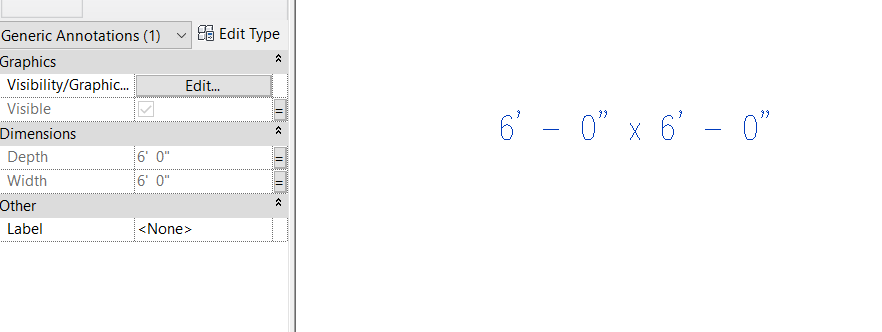 Generic Annotations (1) Edit Type
Graphics
Visibility/Graphic... Edit...
Visible =
Dimensions
Depth 6' 0" =
Width 6' 0" =
Other
Label <None>
6' - 0" x 6' - 0"